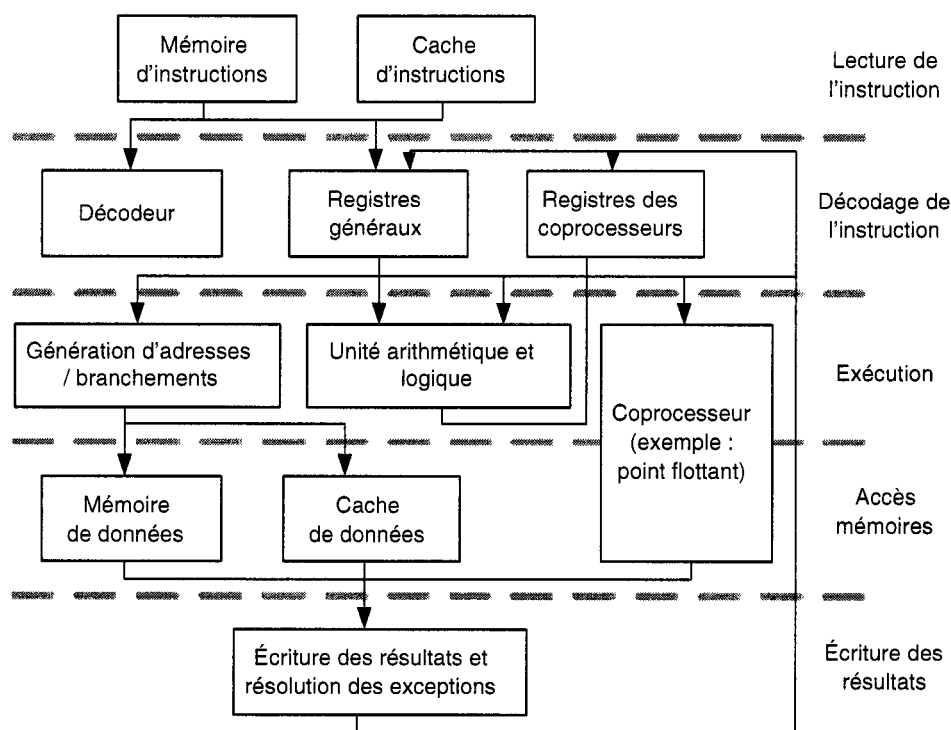 Mémoire
d'instructions
Cache
d'instructions
Lecture de
l'instruction
Décodeur
Registres
généraux
Registres des
coprocesseurs
Décodage de
l'instruction
Génération d'adresses
/ branchements
Unité arithmétique et
logique
Coprocesseur
(exemple :
point flottant)
Exécution
Mémoire
de données
Cache
de données
Accès
mémoires
Écriture des résultats et
résolution des exceptions
Écriture des
résultats